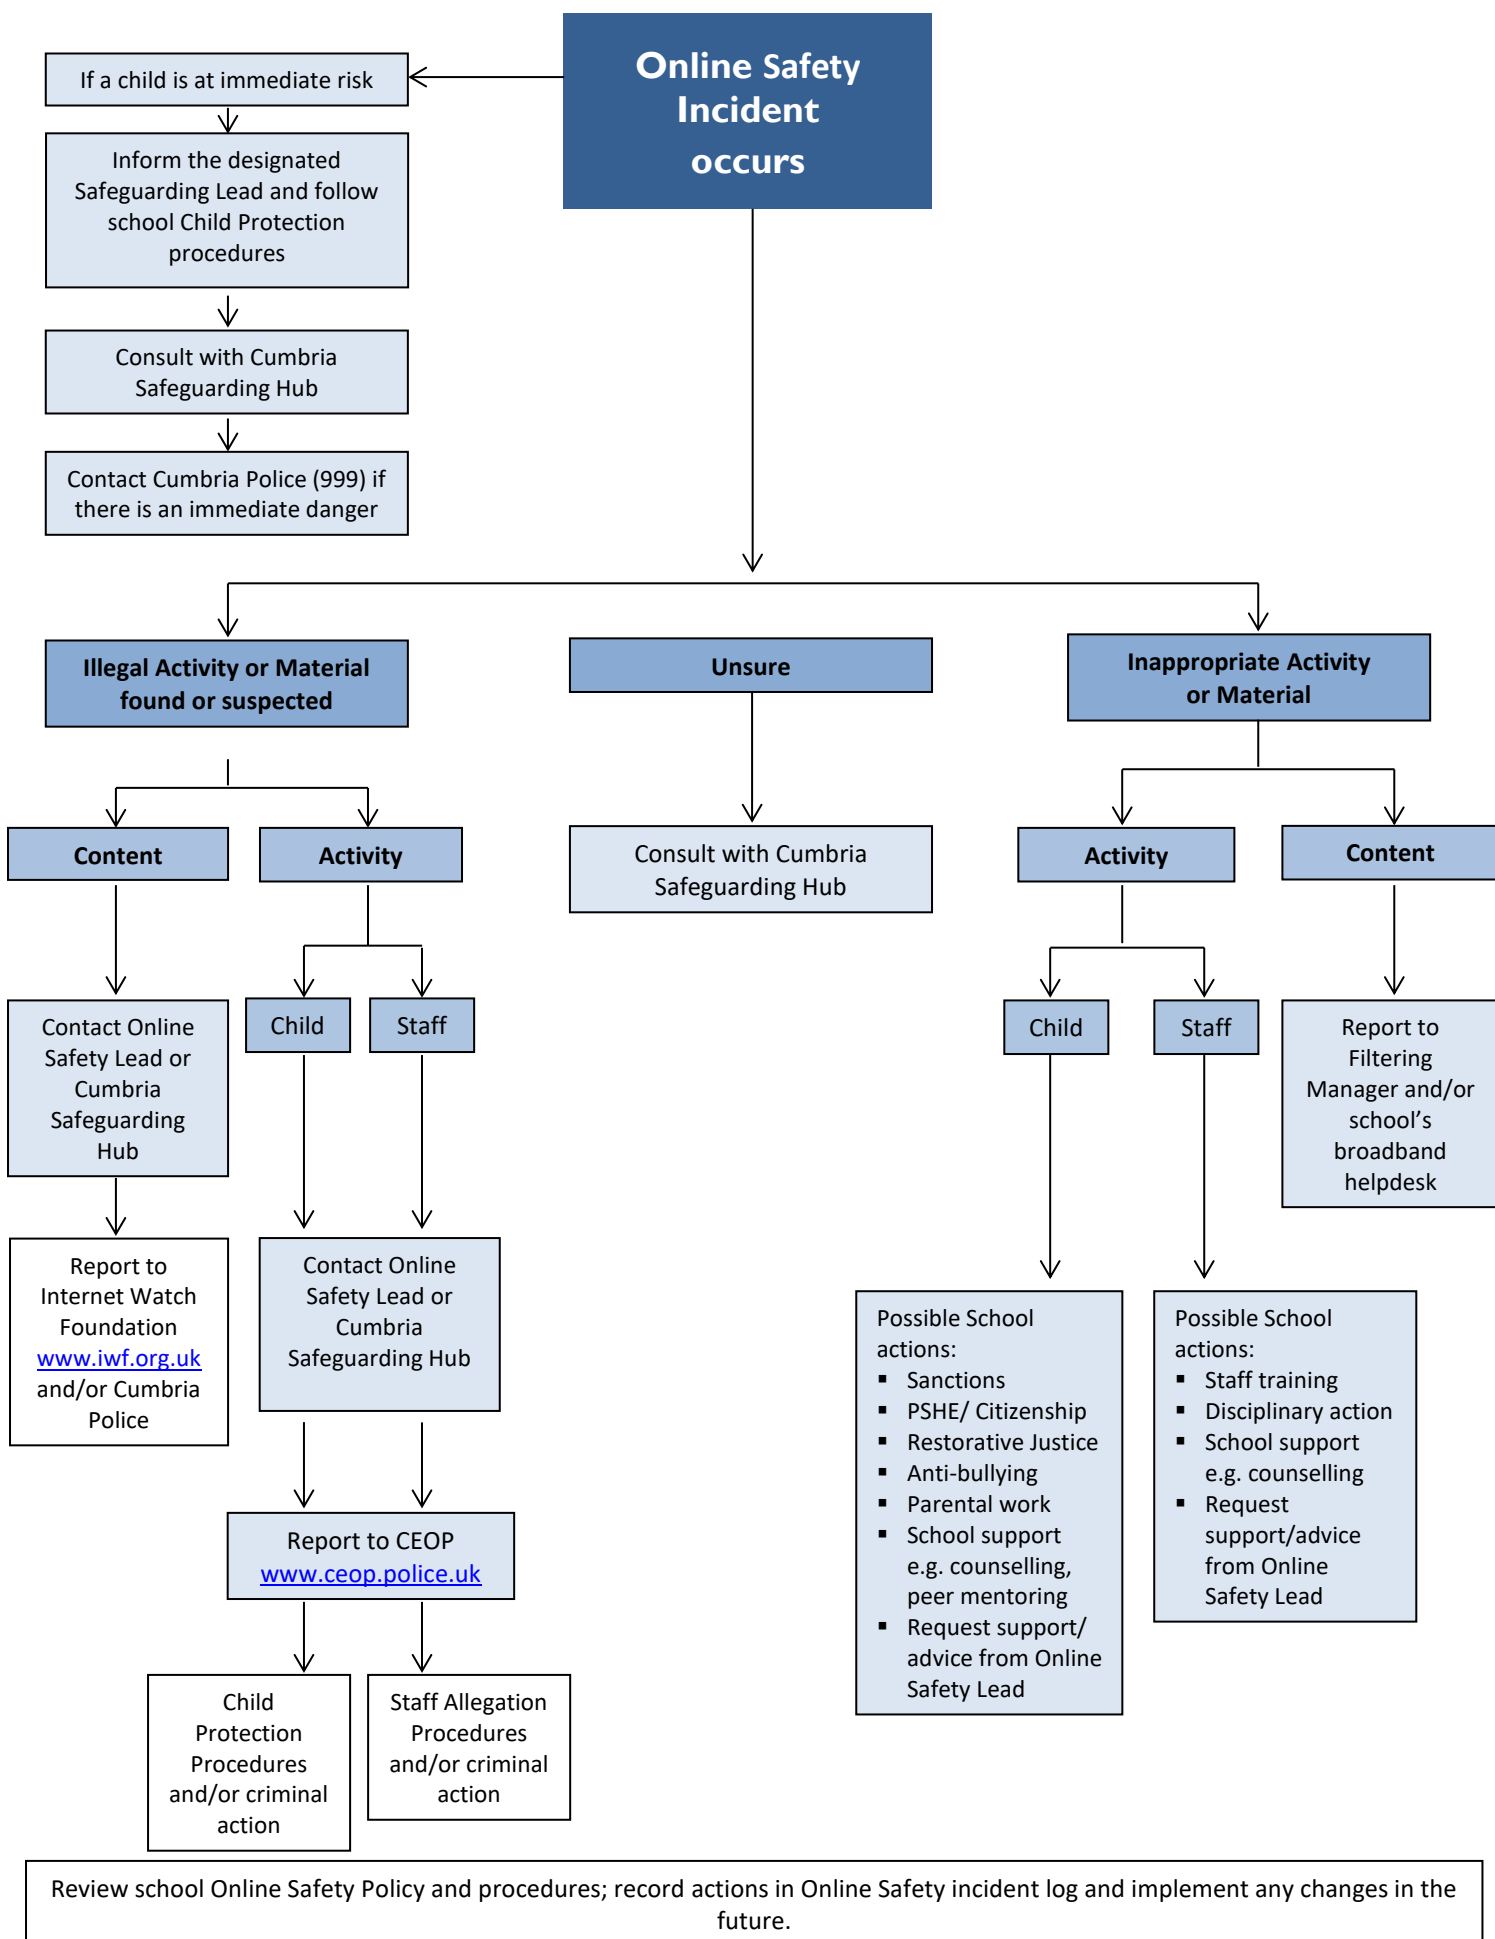 Online Safety
Incident
occurs
If a child is at immediate risk
Inform the designated
Safeguarding Lead and follow
school Child Protection
procedures
Consult with Cumbria
Safeguarding Hub
Contact Cumbria Police (999) if
there is an immediate danger
Illegal Activity or Material
found or suspected
Unsure
Inappropriate Activity
or Material
Content
Activity
Consult with Cumbria
Safeguarding Hub
Activity
Content
Contact Online
Safety Lead or
Cumbria
Safeguarding
Hub
Child
Staff
Child
Staff
Report to
Filtering
Manager and/or
school’s
broadband
helpdesk
Report to
Internet Watch
Foundation
www.iwf.org.uk
and/or Cumbria
Police
Contact Online
Safety Lead or
Cumbria
Safeguarding Hub
Possible School
actions:
▪ Sanctions
▪ PSHE/ Citizenship
▪ Restorative Justice
▪ Anti-bullying
▪ Parental work
▪ School support
e.g. counselling,
peer mentoring
▪ Request support/
advice from Online
Safety Lead
Possible School
actions:
▪ Staff training
▪ Disciplinary action
▪ School support
e.g. counselling
▪ Request
support/advice
from Online
Safety Lead
Report to CEOP
www.ceop.police.uk
Child
Protection
Procedures
and/or criminal
action
Staff Allegation
Procedures
and/or criminal
action
Review school Online Safety Policy and procedures; record actions in Online Safety incident log and implement any changes in the
future.